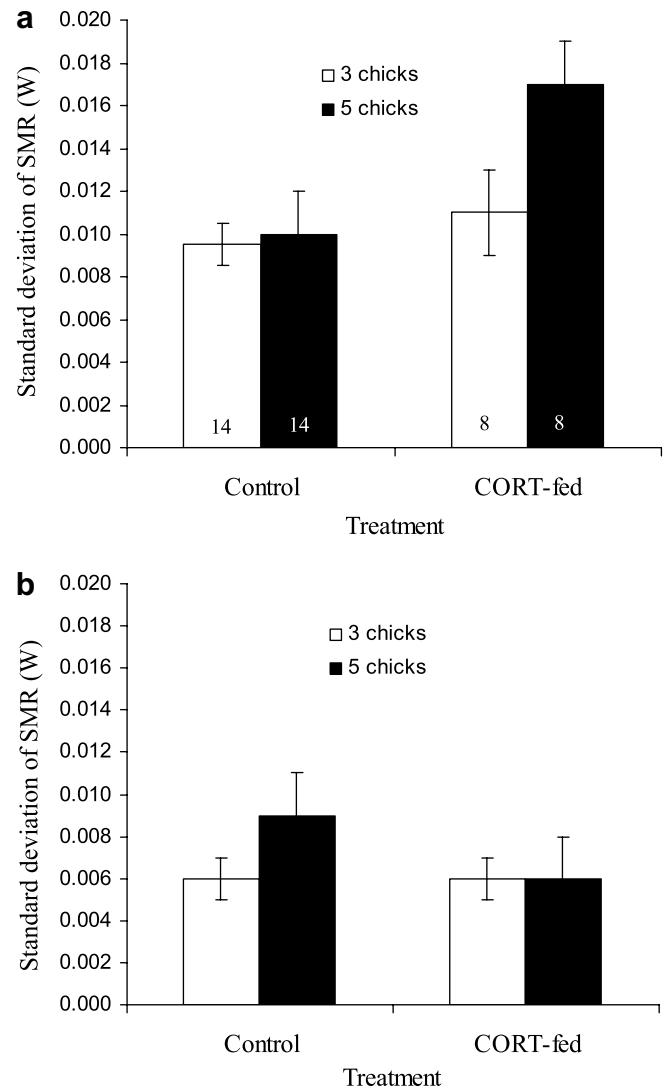 a
Standard deviation of SMR (W)
0.020
0.018
0.016
0.014
0.012
0.010
0.008
0.006
0.004
0.002
0.000
3 chicks
5 chicks
14
14
8
8
Control
CORT-fed
Treatment
b
Standard deviation of SMR (W)
0.020
0.018
0.016
0.014
0.012
0.010
0.008
0.006
0.004
0.002
0.000
3 chicks
5 chicks
Control
CORT-fed
Treatment